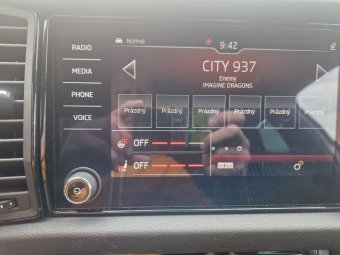 Normal 9:42
RADIO
MEDIA
PHONE
VOICE
CITY 937
Enemy
IMAGINE DRAGONS
Prázdný Prázdný Prázdný Prázdný Prázdný Prázdný
OFF
OFF